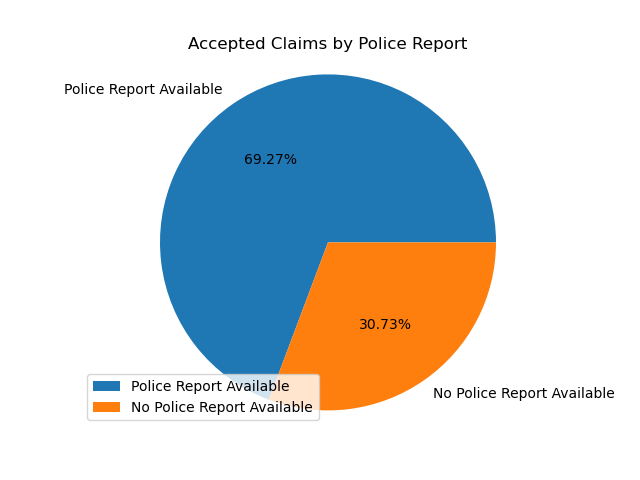 Accepted Claims by Police Report
Police Report Available
69.27%
30.73%
Police Report Available
No Police Report Available
No Police Report Available